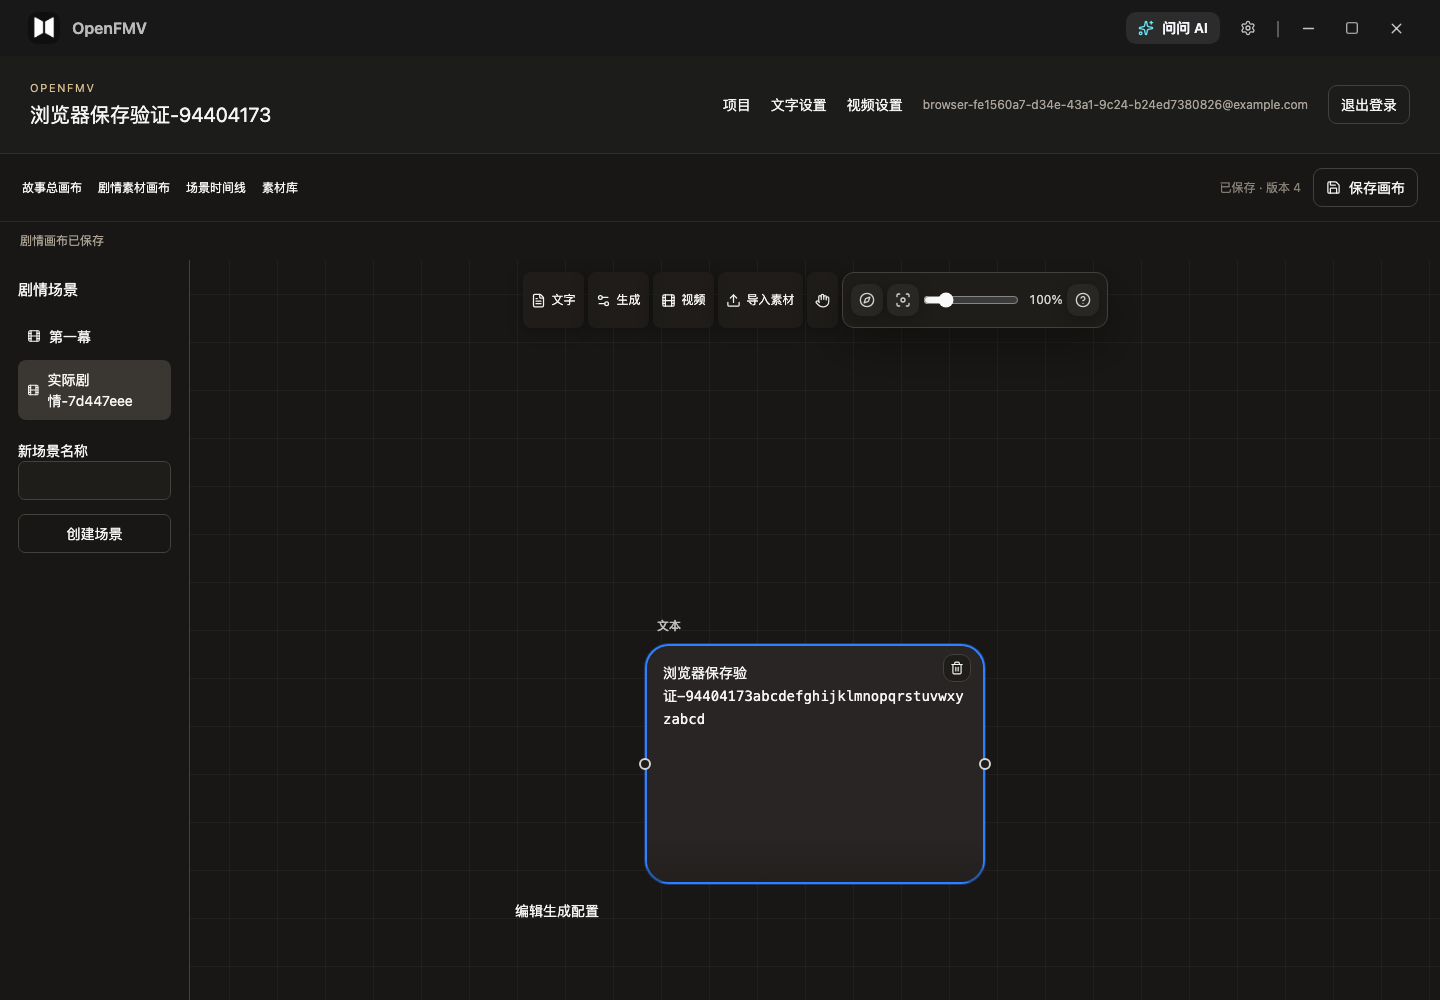 OpenFMV
问问 AI
OPENFMV
浏览器保存验证-94404173
项目
文字设置
视频设置
browser-fe1560a7-d34e-43a1-9c24-b24ed7380826@example.com
退出登录
故事总画布
剧情素材画布
场景时间线
素材库
已保存 · 版本 4
保存画布
剧情画布已保存
剧情场景
第一幕
实际剧
情-7d447eee
新场景名称
创建场景
文字
生成
视频
导入素材
100%
文本
浏览器保存验
证-94404173abcdefghijklmnopqrstuvwxy
zabcd
编辑生成配置